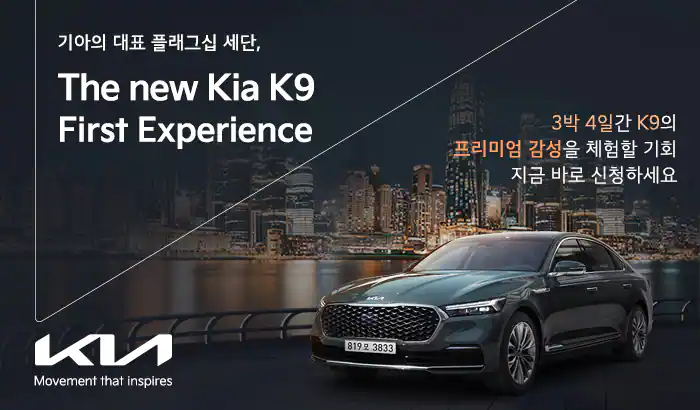 기아의 대표 플래그십 세단,
The new Kia K9
First Experience
3박 4일간 K9의
프리미엄 감성을 체험할 기회
지금 바로 신청하세요
KIA
819모 3833
KIA
Movement that inspires